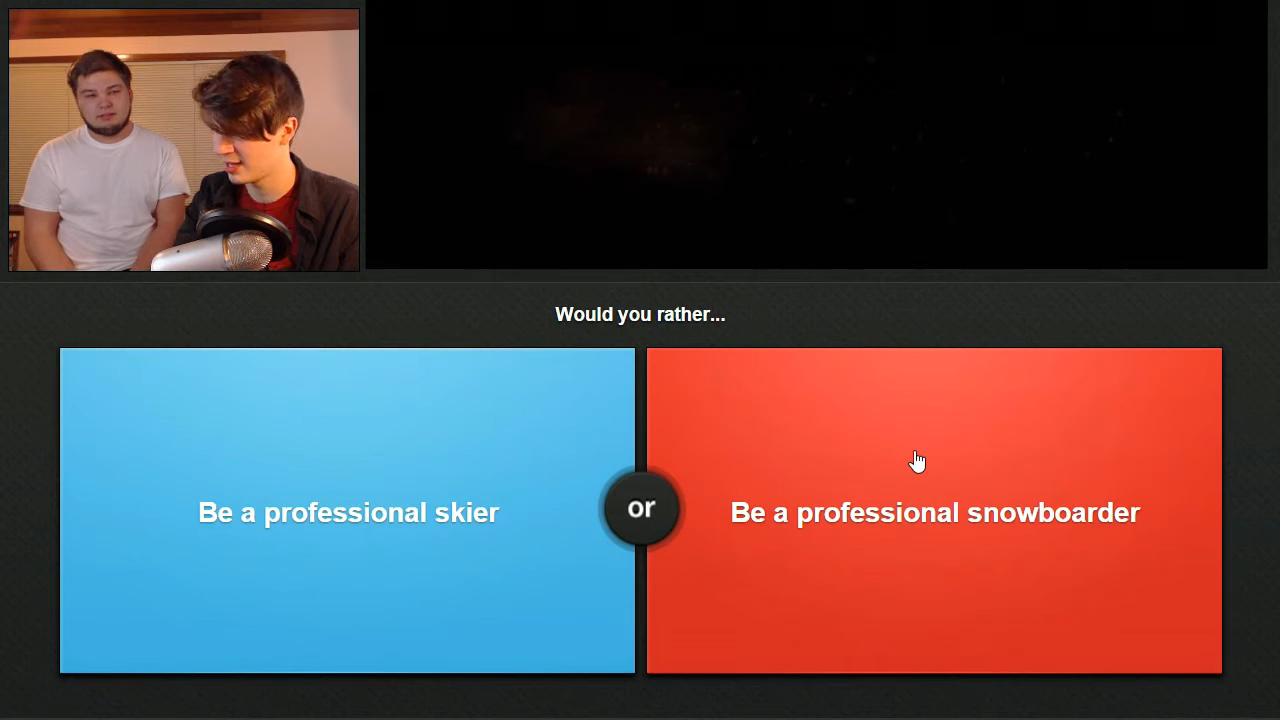 Would you rather...
Be a professional skier
or
Be a professional snowboarder